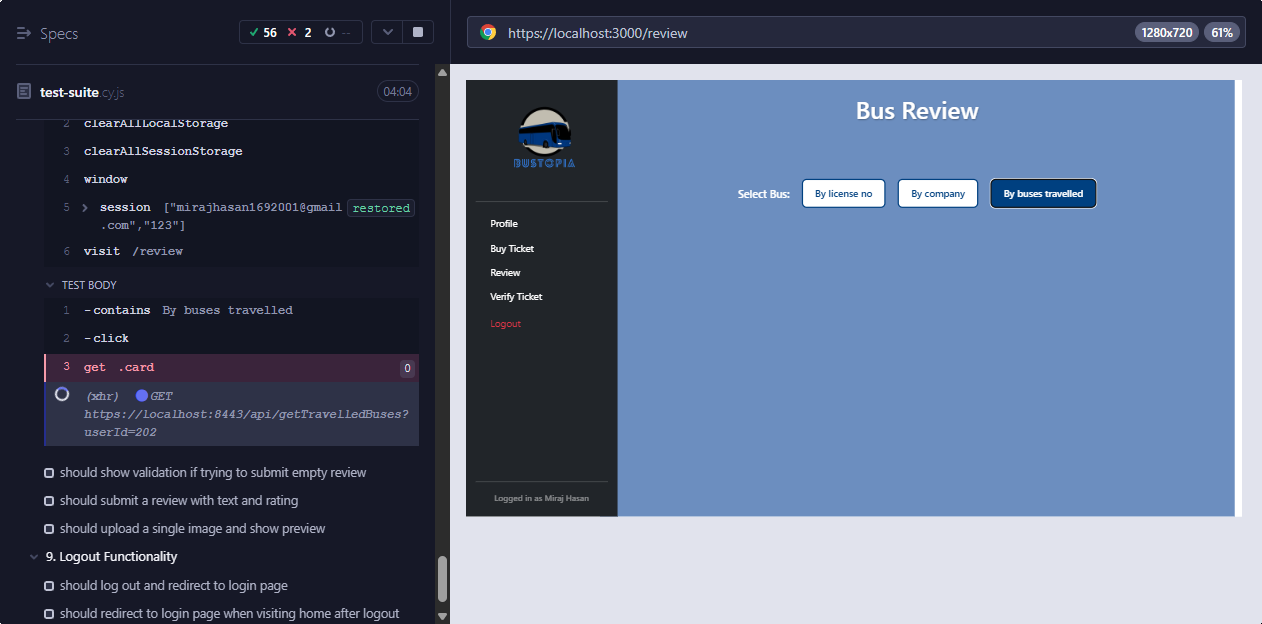 Specs
56 2 --
test-suite.cy.js
04:04
2 clearAllLocalStorage
3 clearAllSessionStorage
4 window
5 session ["mirajhasan1692001@gmail restored
.com","123"]
6 visit /review
TEST BODY
1 -contains By buses travelled
2 -click
3 get .card 0
(xhr) GET
https://localhost:8443/api/getTravelledBuses?
userId=202
should show validation if trying to submit empty review
should submit a review with text and rating
should upload a single image and show preview
9. Logout Functionality
should log out and redirect to login page
should redirect to login page when visiting home after logout
https://localhost:3000/review
1280x720 61%
BUSTOPIA
Profile
Buy Ticket
Review
Verify Ticket
Logout
Logged in as Miraj Hasan
Bus Review
Select Bus: By license no By company By buses travelled